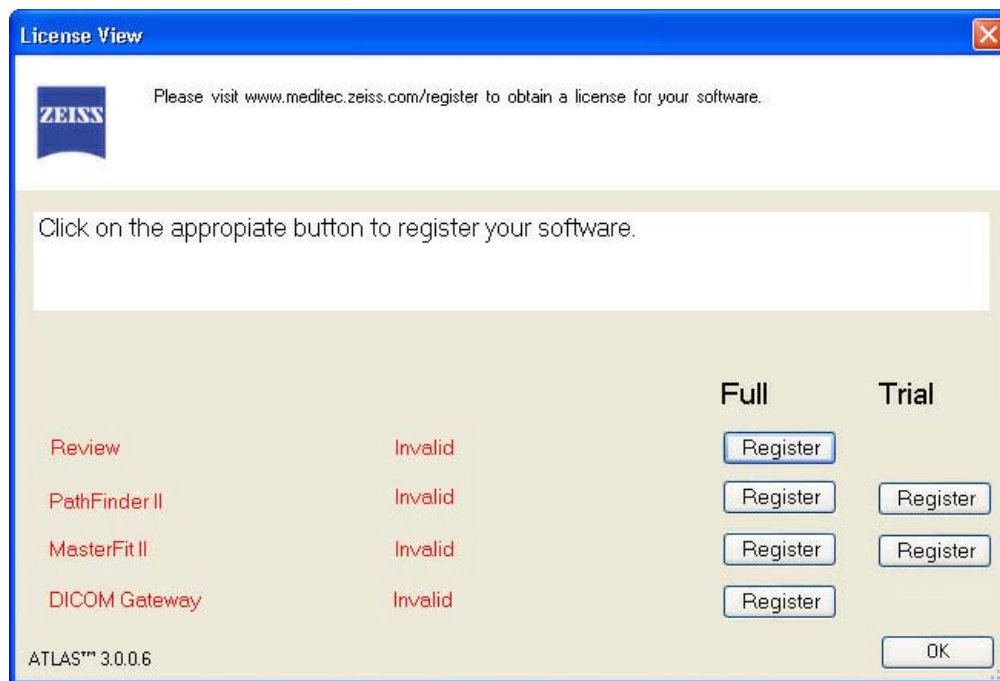 License View
ZEISS
Please visit www.meditec.zeiss.com/register to obtain a license for your software.
Click on the appropiate button to register your software.
Full Trial
Review Invalid Register
PathFinder II Invalid Register Register
MasterFit II Invalid Register Register
DICOM Gateway Invalid Register
ATLAS™ 3.0.0.6 OK